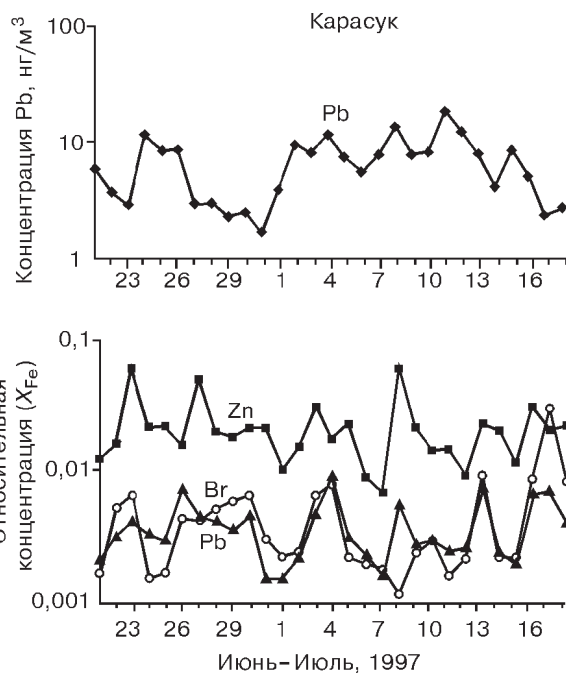 Карасук
Концентрация Pb, нг/м³
100
10
1
Pb
23 26 29 1 4 7 10 13 16
Относительная
концентрация (X_Fe)
0,1
0,01
0,001
Zn
Br
Pb
23 26 29 1 4 7 10 13 16
Июнь–Июль, 1997